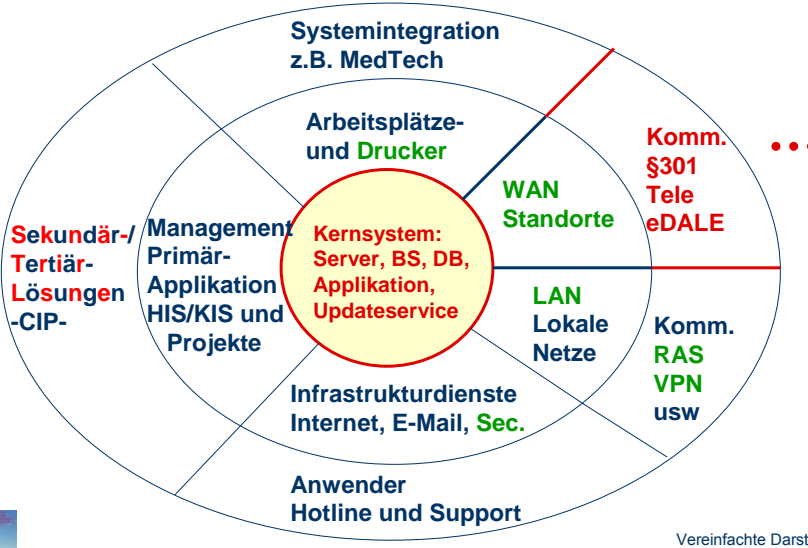 Systemintegration
z.B. MedTech
Arbeitsplätze-
und Drucker
Komm.
§301
Tele
eDALE
WAN
Standorte
Sekundär-/
Tertiär-
Lösungen
-CIP-
Management
Primär-
Applikation
HIS/KIS und
Projekte
Kernsystem:
Server, BS, DB,
Applikation,
Updateservice
LAN
Lokale
Netze
Komm.
RAS
VPN
usw
Infrastrukturdienste
Internet, E-Mail, Sec.
Anwender
Hotline und Support
Vereinfachte Darst